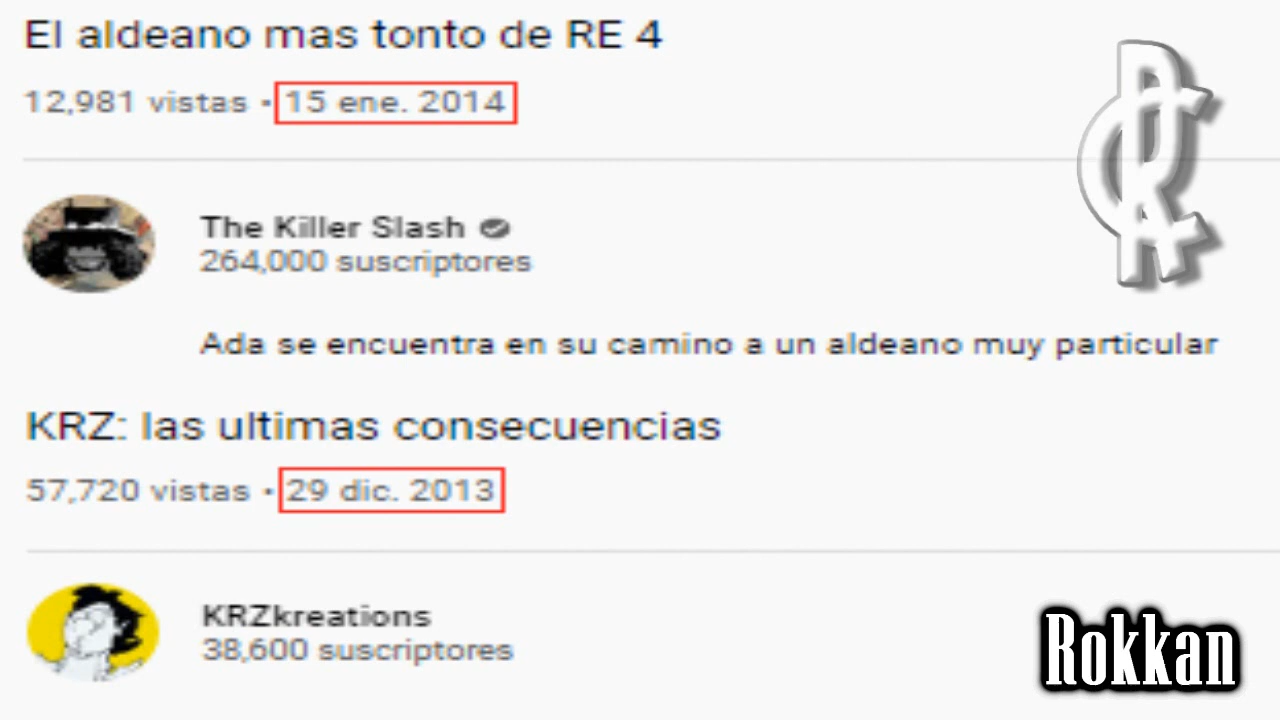 El aldeano mas tonto de RE 4
12,981 vistas • 15 ene. 2014
The Killer Slash
264,000 suscriptores
Ada se encuentra en su camino a un aldeano muy particular
KRZ: las ultimas consecuencias
57,720 vistas • 29 dic. 2013
KRZkreations
38,600 suscriptores
Rokkan